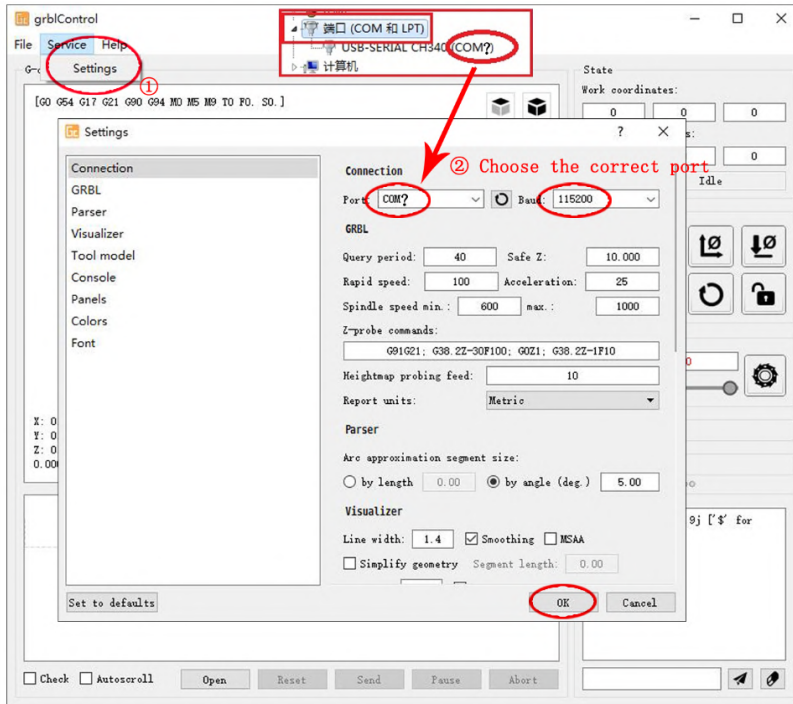 grblControl
File Service Help
Settings
①
端口 (COM 和 LPT)
USB-SERIAL CH340 (COM?)
计算机
[G0 G54 G17 G21 G90 G94 M0 M5 M9 T0 F0. S0.]
State
Work coordinates:
0 0 0
0
Idle
Settings
? ×
② Choose the correct port
Connection
GRBL
Parser
Visualizer
Tool model
Console
Panels
Colors
Font
Connection
Port: COM? Baud: 115200
GRBL
Query period: 40 Safe Z: 10.000
Rapid speed: 100 Acceleration: 25
Spindle speed min.: 600 max.: 1000
Z-probe commands:
G91G21; G38.2Z-30F100; G0Z1; G38.2Z-1F10
Heightmap probing feed: 10
Report units: Metric
Parser
Arc approximation segment size:
by length 0.00 by angle (deg.) 5.00
Visualizer
Line width: 1.4 Smoothing MSAA
Simplify geometry Segment length: 0.00
Set to defaults OK Cancel
X: 0
Y: 0
Z: 0
0.00
9j ['$' for
Check Autoscroll Open Reset Send Pause Abort